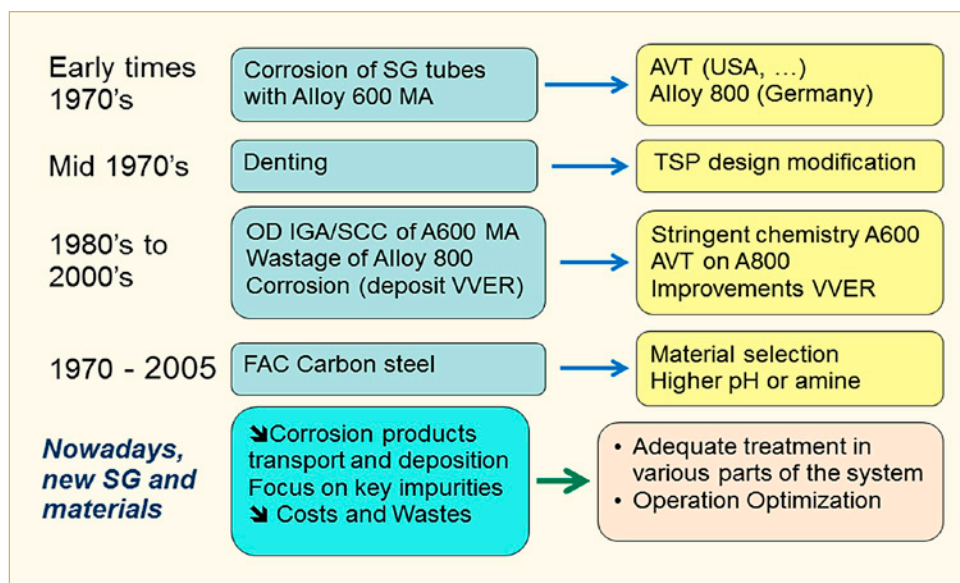 Early times
1970's
Corrosion of SG tubes
with Alloy 600 MA
AVT (USA, ...)
Alloy 800 (Germany)
Mid 1970's
Denting
TSP design modification
1980's to
2000's
OD IGA/SCC of A600 MA
Wastage of Alloy 800
Corrosion (deposit VVER)
Stringent chemistry A600
AVT on A800
Improvements VVER
1970 - 2005
FAC Carbon steel
Material selection
Higher pH or amine
Nowadays,
new SG and
materials
➘Corrosion products
transport and deposition
Focus on key impurities
➘ Costs and Wastes
• Adequate treatment in
various parts of the system
• Operation Optimization